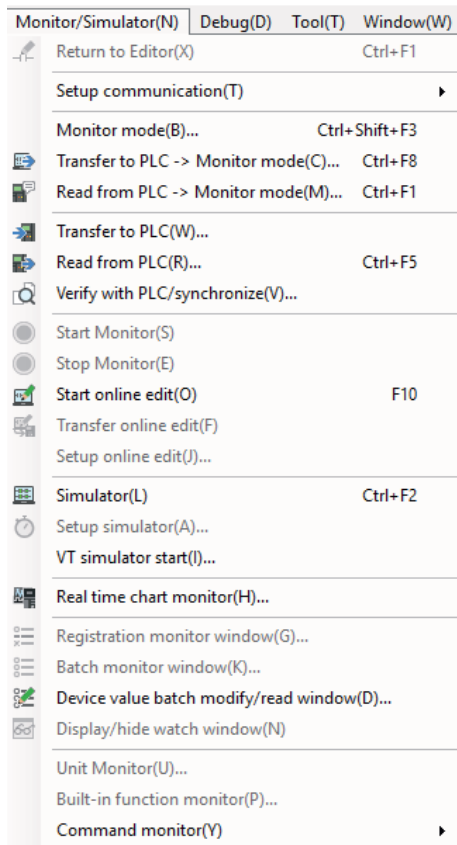 Monitor/Simulator(N) Debug(D) Tool(T) Window(W)
Return to Editor(X) Ctrl+F1
Setup communication(T)
Monitor mode(B)... Ctrl+Shift+F3
Transfer to PLC -> Monitor mode(C)... Ctrl+F8
Read from PLC -> Monitor mode(M)... Ctrl+F1
Transfer to PLC(W)...
Read from PLC(R)... Ctrl+F5
Verify with PLC/synchronize(V)...
Start Monitor(S)
Stop Monitor(E)
Start online edit(O) F10
Transfer online edit(F)
Setup online edit(J)...
Simulator(L) Ctrl+F2
Setup simulator(A)...
VT simulator start(I)...
Real time chart monitor(H)...
Registration monitor window(G)...
Batch monitor window(K)...
Device value batch modify/read window(D)...
Display/hide watch window(N)
Unit Monitor(U)...
Built-in function monitor(P)...
Command monitor(Y)